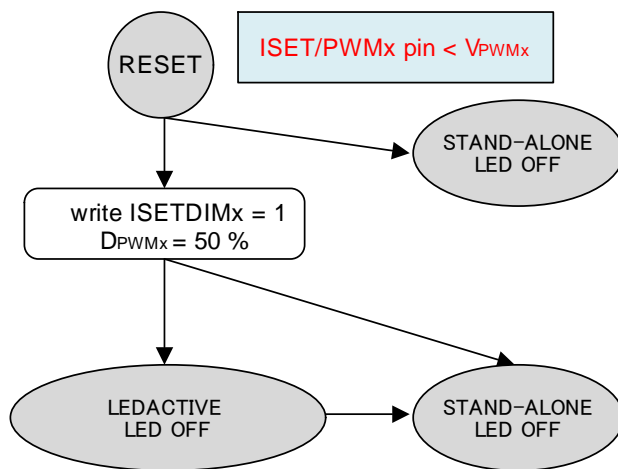 RESET
ISET/PWMx pin < VPWMx
STAND-ALONE
LED OFF
write ISETDIMx = 1
DPWMx = 50 %
LEDACTIVE
LED OFF
STAND-ALONE
LED OFF